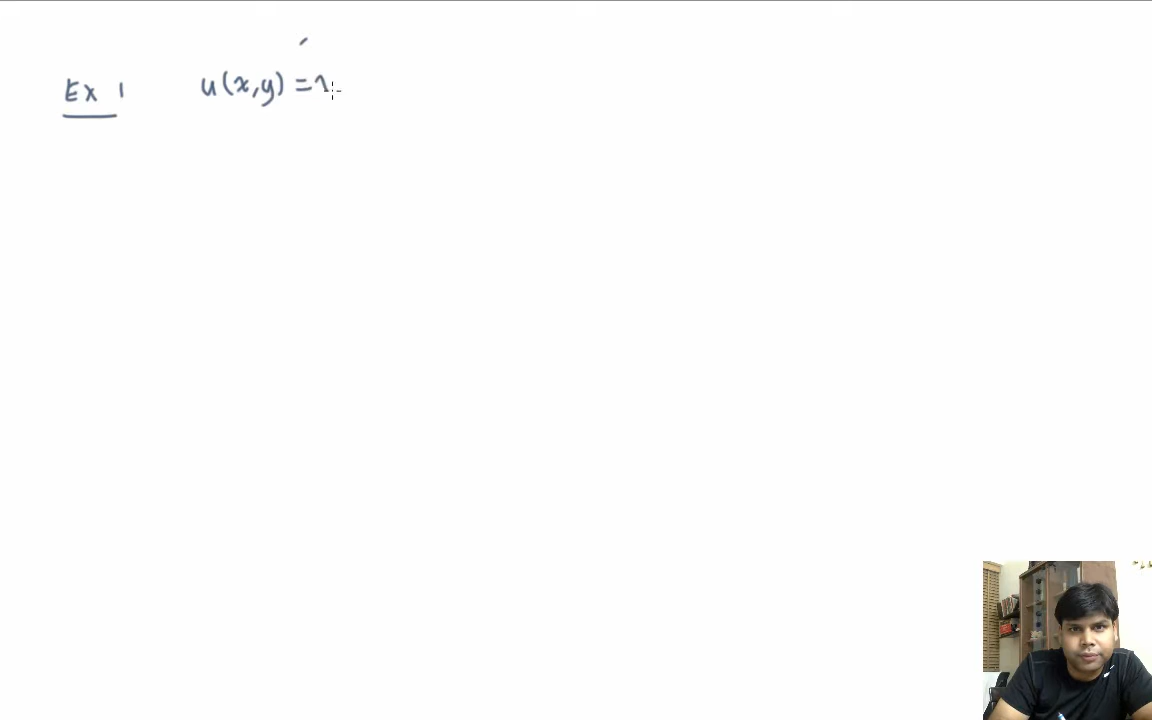 Ex 1 u(x,y) =